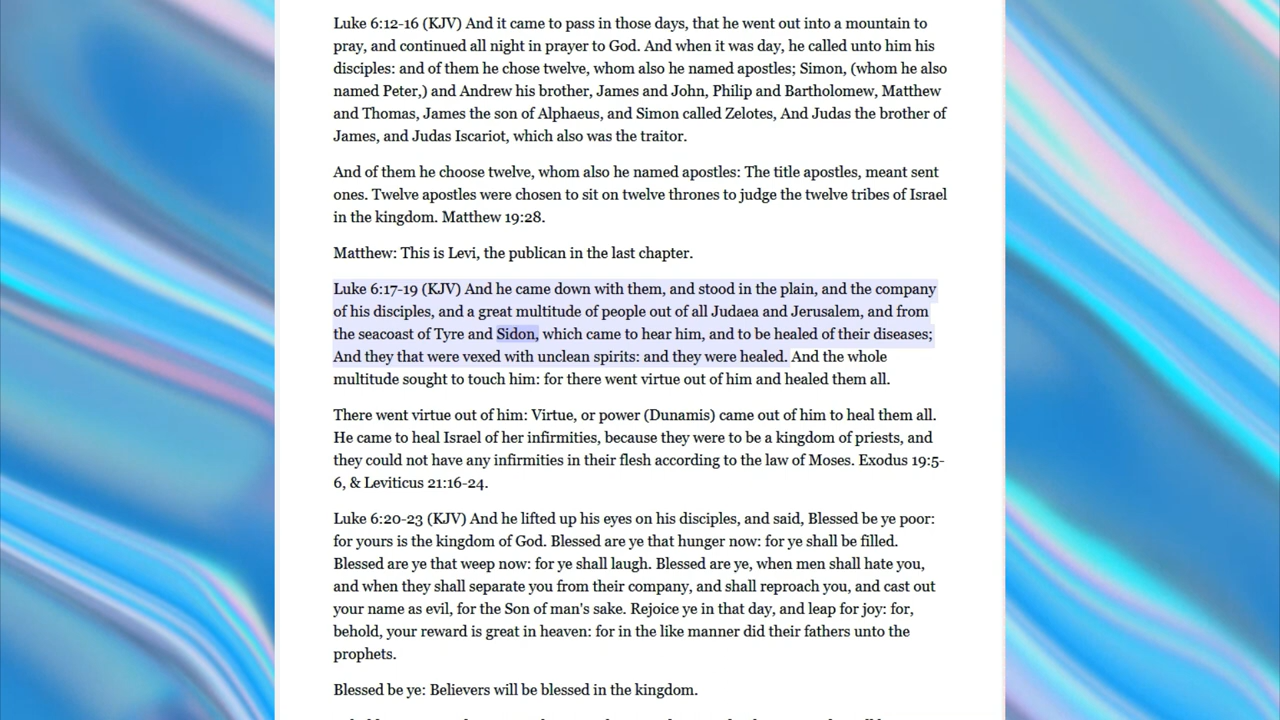 Luke 6:12-16 (KJV) And it came to pass in those days, that he went out into a mountain to
pray, and continued all night in prayer to God. And when it was day, he called unto him his
disciples: and of them he chose twelve, whom also he named apostles; Simon, (whom he also
named Peter,) and Andrew his brother, James and John, Philip and Bartholomew, Matthew
and Thomas, James the son of Alphaeus, and Simon called Zelotes, And Judas the brother of
James, and Judas Iscariot, which also was the traitor.
And of them he choose twelve, whom also he named apostles: The title apostles, meant sent
ones. Twelve apostles were chosen to sit on twelve thrones to judge the twelve tribes of Israel
in the kingdom. Matthew 19:28.
Matthew: This is Levi, the publican in the last chapter.
Luke 6:17-19 (KJV) And he came down with them, and stood in the plain, and the company
of his disciples, and a great multitude of people out of all Judaea and Jerusalem, and from
the seacoast of Tyre and Sidon, which came to hear him, and to be healed of their diseases;
And they that were vexed with unclean spirits: and they were healed. And the whole
multitude sought to touch him: for there went virtue out of him and healed them all.
There went virtue out of him: Virtue, or power (Dunamis) came out of him to heal them all.
He came to heal Israel of her infirmities, because they were to be a kingdom of priests, and
they could not have any infirmities in their flesh according to the law of Moses. Exodus 19:5-
6, & Leviticus 21:16-24.
Luke 6:20-23 (KJV) And he lifted up his eyes on his disciples, and said, Blessed be ye poor:
for yours is the kingdom of God. Blessed are ye that hunger now: for ye shall be filled.
Blessed are ye that weep now: for ye shall laugh. Blessed are ye, when men shall hate you,
and when they shall separate you from their company, and shall reproach you, and cast out
your name as evil, for the Son of man's sake. Rejoice ye in that day, and leap for joy: for,
behold, your reward is great in heaven: for in the like manner did their fathers unto the
prophets.
Blessed be ye: Believers will be blessed in the kingdom.